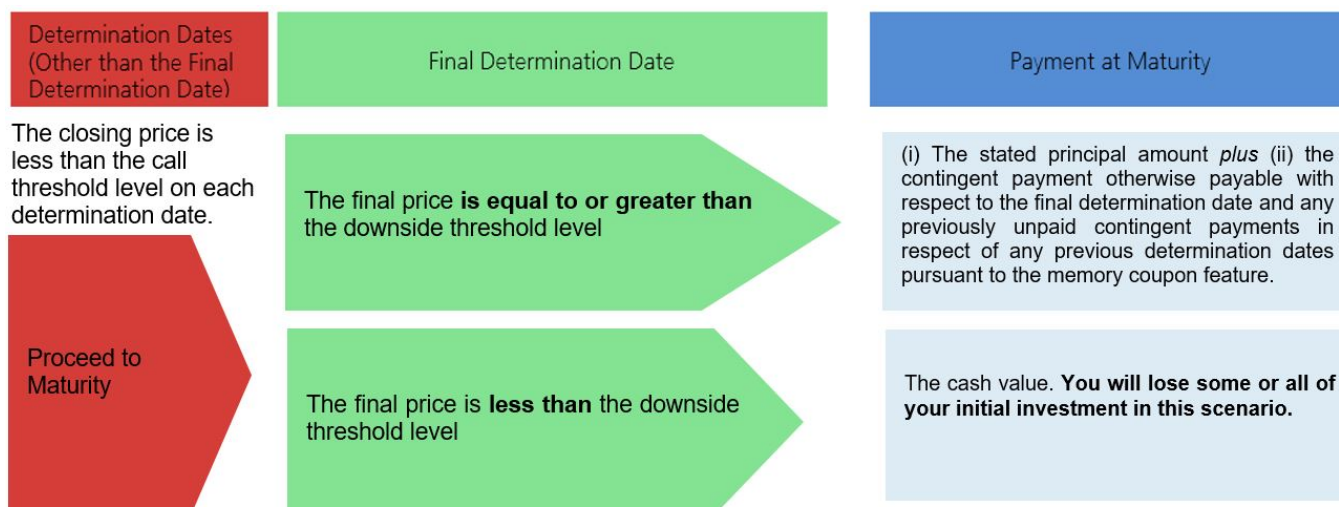 Determination Dates
(Other than the Final
Determination Date)
Final Determination Date
Payment at Maturity
The closing price is
less than the call
threshold level on each
determination date.
Proceed to
Maturity
The final price is equal to or greater than
the downside threshold level
(i) The stated principal amount plus (ii) the
contingent payment otherwise payable with
respect to the final determination date and any
previously unpaid contingent payments in
respect of any previous determination dates
pursuant to the memory coupon feature.
The final price is less than the downside
threshold level
The cash value. You will lose some or all of
your initial investment in this scenario.